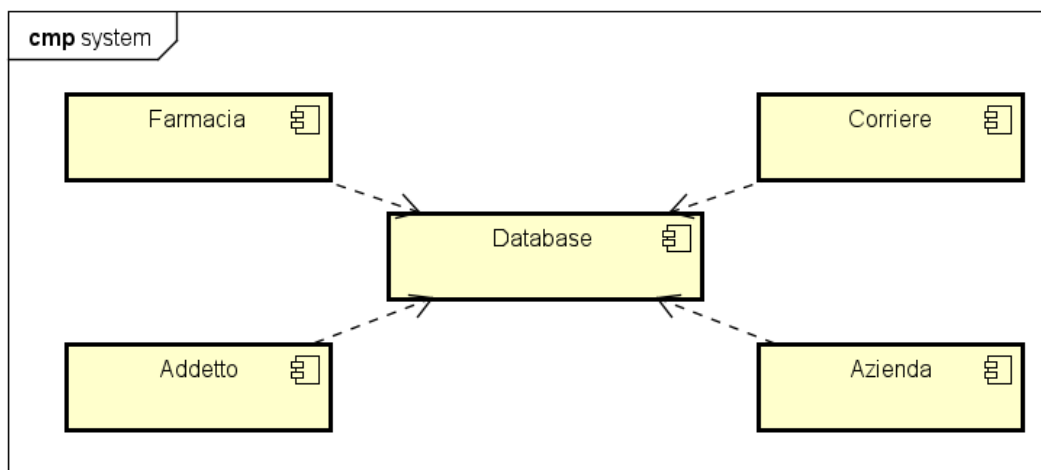 cmp system
Farmacia
Corriere
Database
Addetto
Azienda